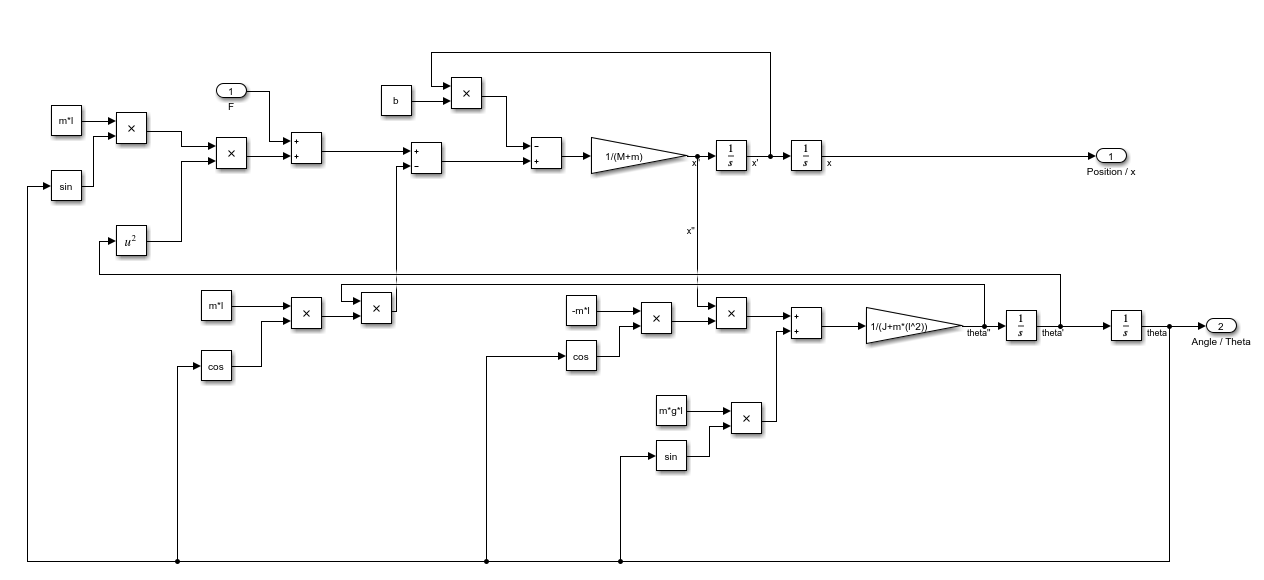 1
F
b
×
m*l
×
×
+
+
+
−
−
+
1/(M+m)
x''
1
s
x'
1
s
x
1
Position / x
sin
u²
x''
m*l
×
×
cos
-m*l
×
×
cos
+
+
1/(J+m*(l^2))
theta''
1
s
theta'
1
s
theta
2
Angle / Theta
m*g*l
×
sin